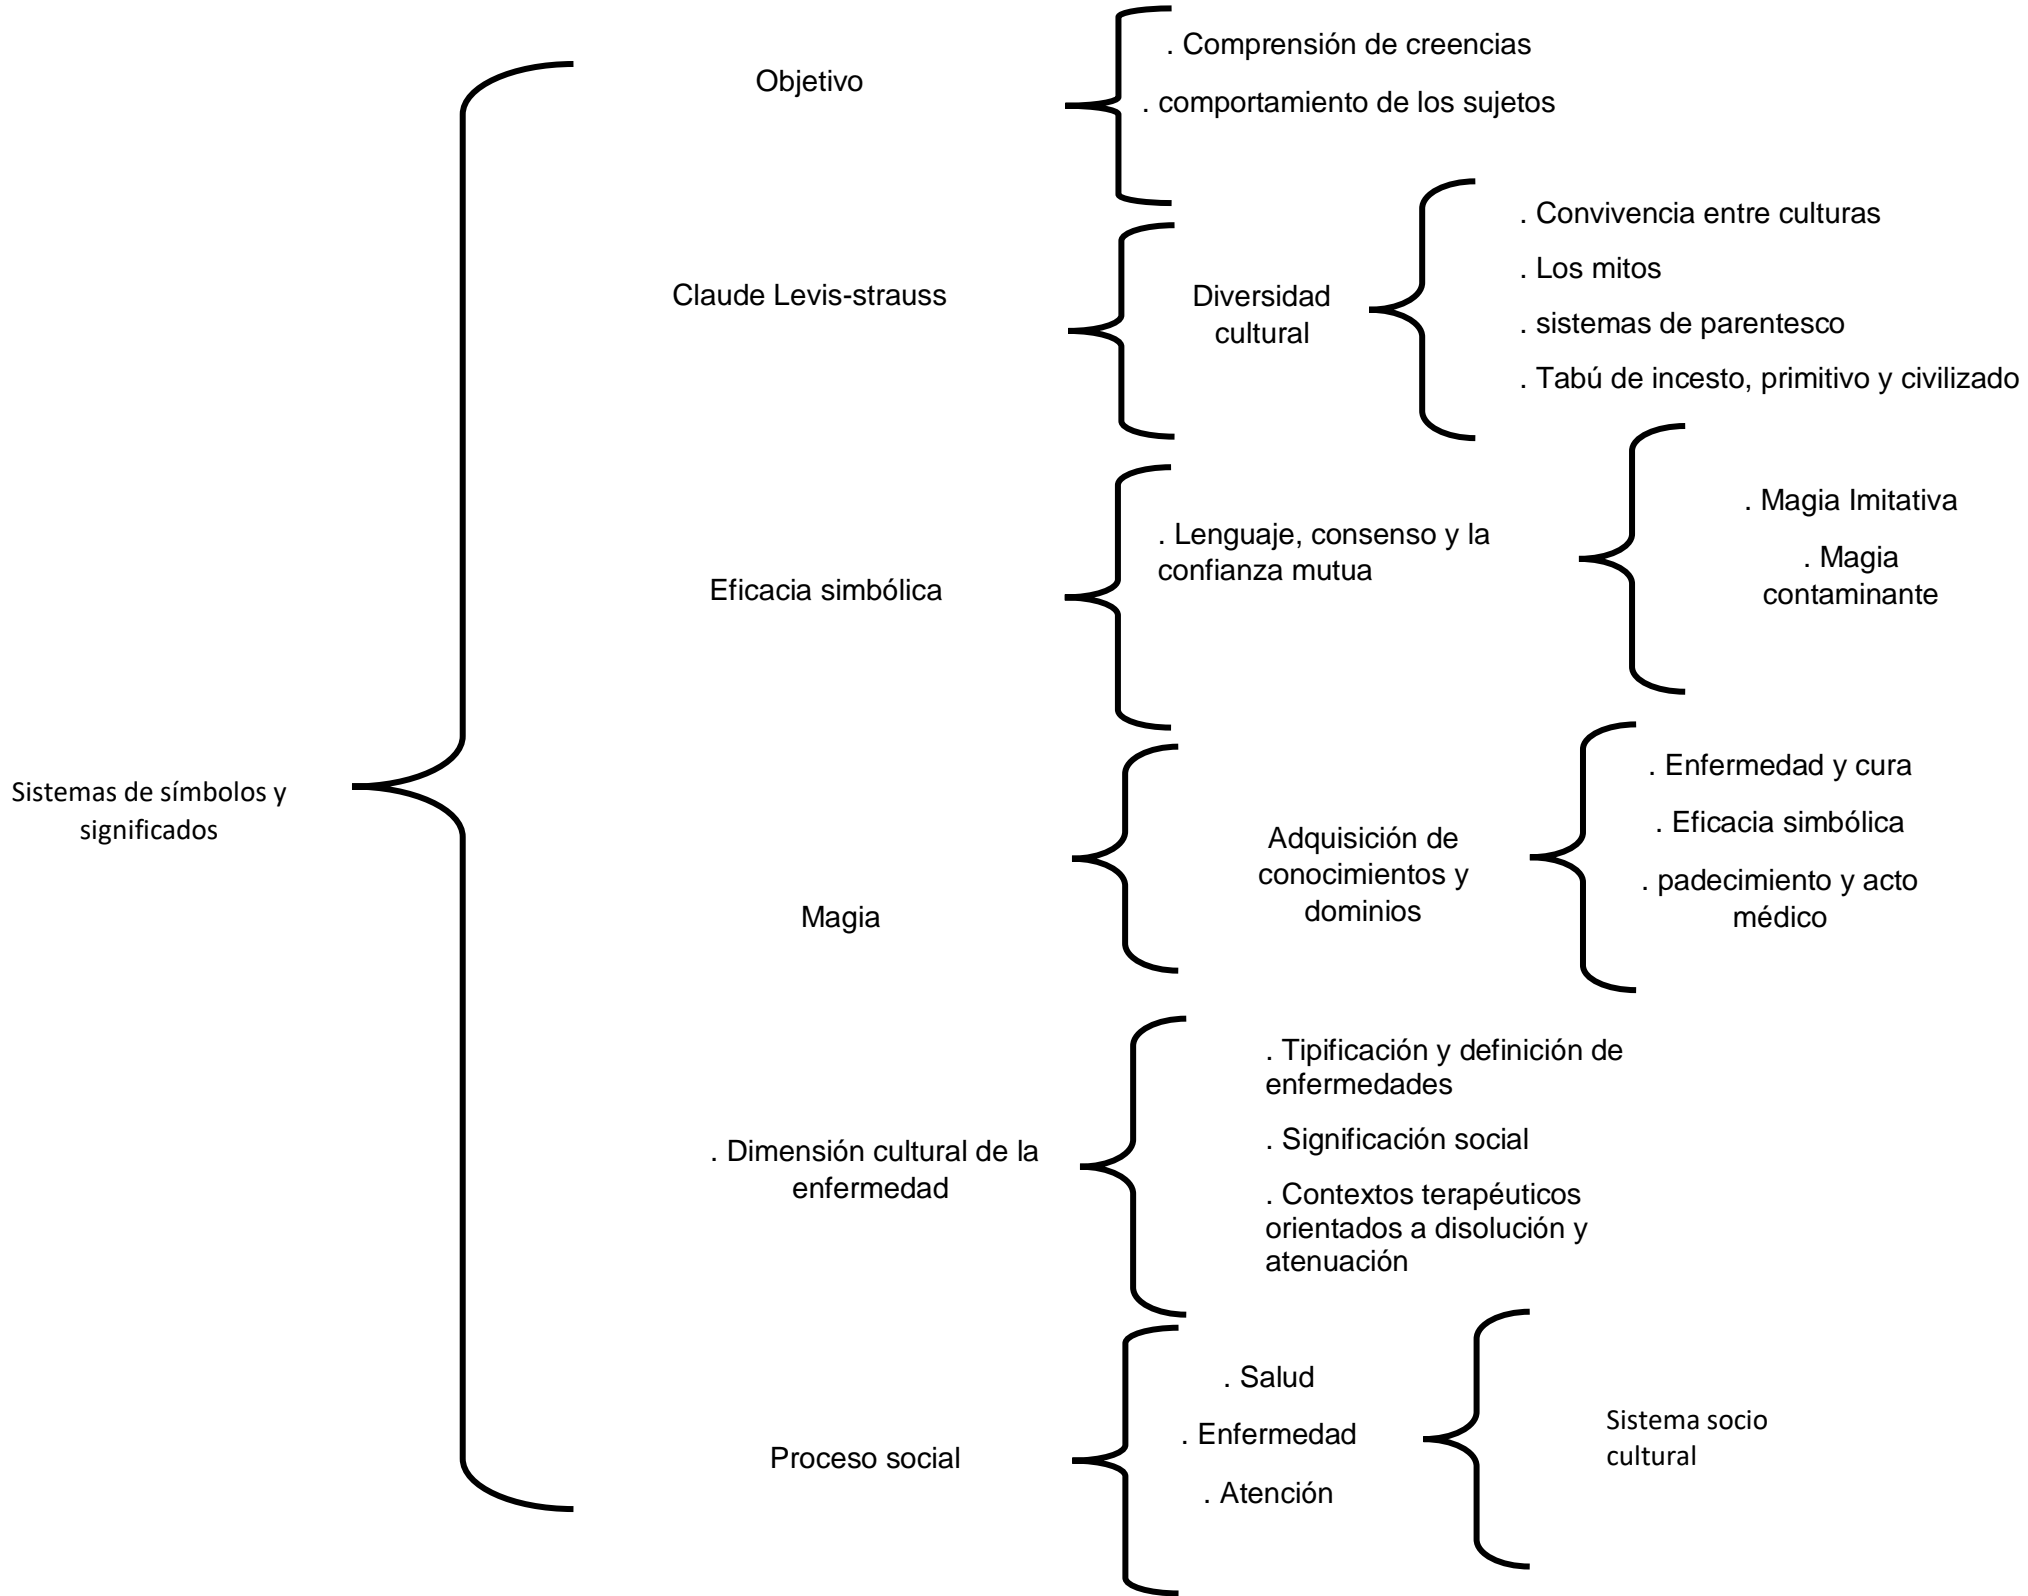 Sistemas de símbolos y
significados
Objetivo
. Comprensión de creencias
. comportamiento de los sujetos
Claude Levis-strauss
Diversidad
cultural
. Convivencia entre culturas
. Los mitos
. sistemas de parentesco
. Tabú de incesto, primitivo y civilizado
Eficacia simbólica
. Lenguaje, consenso y la
confianza mutua
. Magia Imitativa
. Magia
contaminante
Magia
Adquisición de
conocimientos y
dominios
. Enfermedad y cura
. Eficacia simbólica
. padecimiento y acto
médico
. Dimensión cultural de la
enfermedad
. Tipificación y definición de
enfermedades
. Significación social
. Contextos terapéuticos
orientados a disolución y
atenuación
Proceso social
. Salud
. Enfermedad
. Atención
Sistema socio
cultural